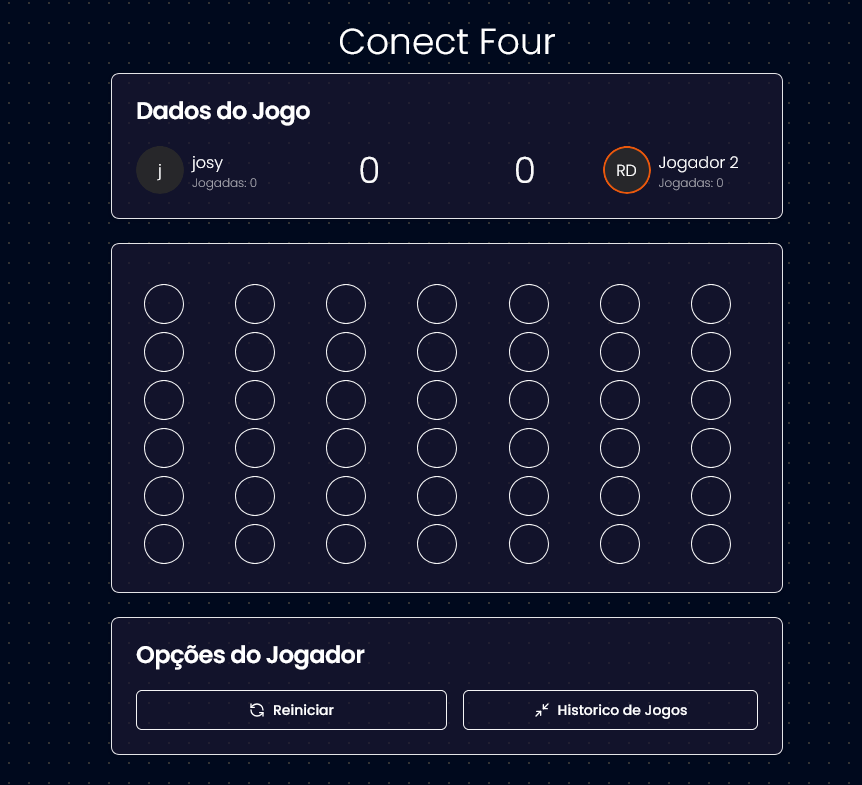 Conect Four
Dados do Jogo
j
josy
Jogadas: 0
0
0
RD
Jogador 2
Jogadas: 0
Opções do Jogador
Reiniciar
Historico de Jogos